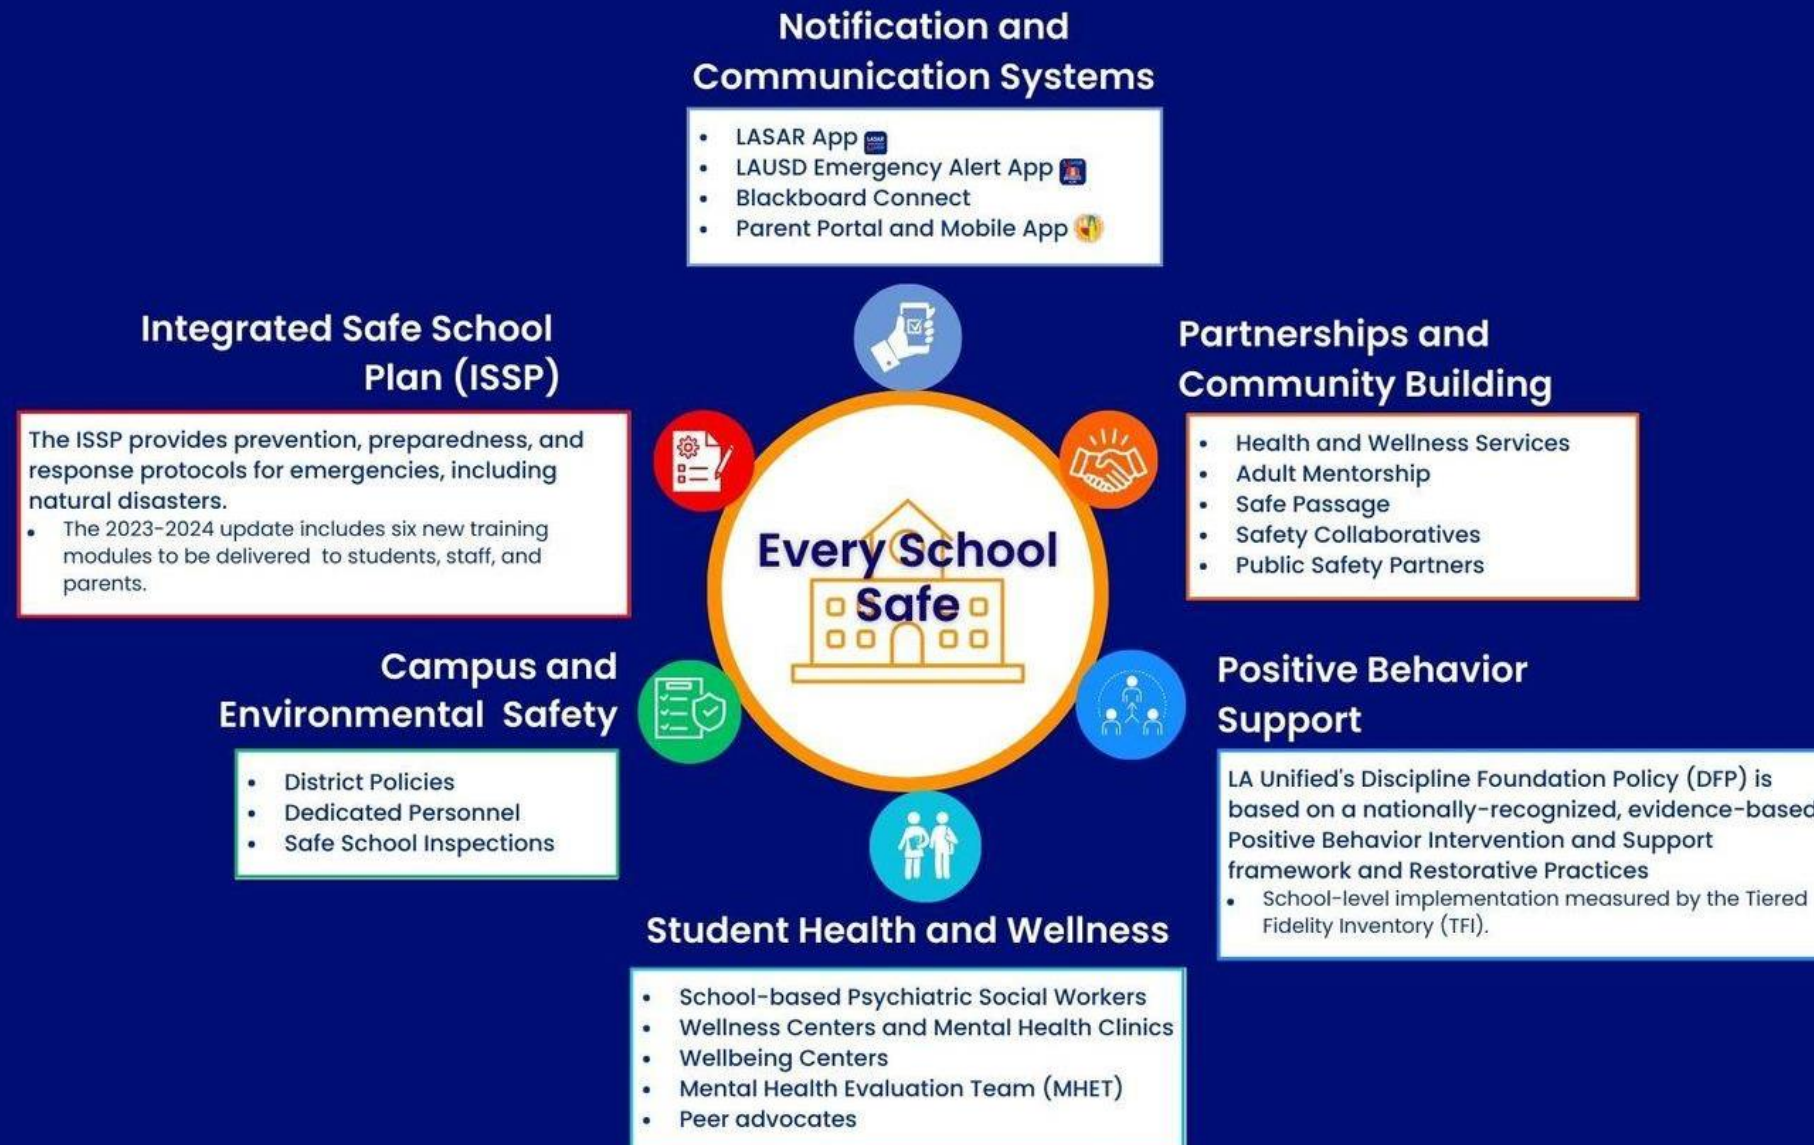 Notification and
Communication Systems
• LASAR App
• LAUSD Emergency Alert App
• Blackboard Connect
• Parent Portal and Mobile App
Integrated Safe School
Plan (ISSP)
The ISSP provides prevention, preparedness, and
response protocols for emergencies, including
natural disasters.
• The 2023-2024 update includes six new training
modules to be delivered to students, staff, and
parents.
Partnerships and
Community Building
• Health and Wellness Services
• Adult Mentorship
• Safe Passage
• Safety Collaboratives
• Public Safety Partners
Every School
Safe
Campus and
Environmental Safety
• District Policies
• Dedicated Personnel
• Safe School Inspections
Positive Behavior
Support
LA Unified's Discipline Foundation Policy (DFP) is
based on a nationally-recognized, evidence-based
Positive Behavior Intervention and Support
framework and Restorative Practices
• School-level implementation measured by the Tiered
Fidelity Inventory (TFI).
Student Health and Wellness
• School-based Psychiatric Social Workers
• Wellness Centers and Mental Health Clinics
• Wellbeing Centers
• Mental Health Evaluation Team (MHET)
• Peer advocates